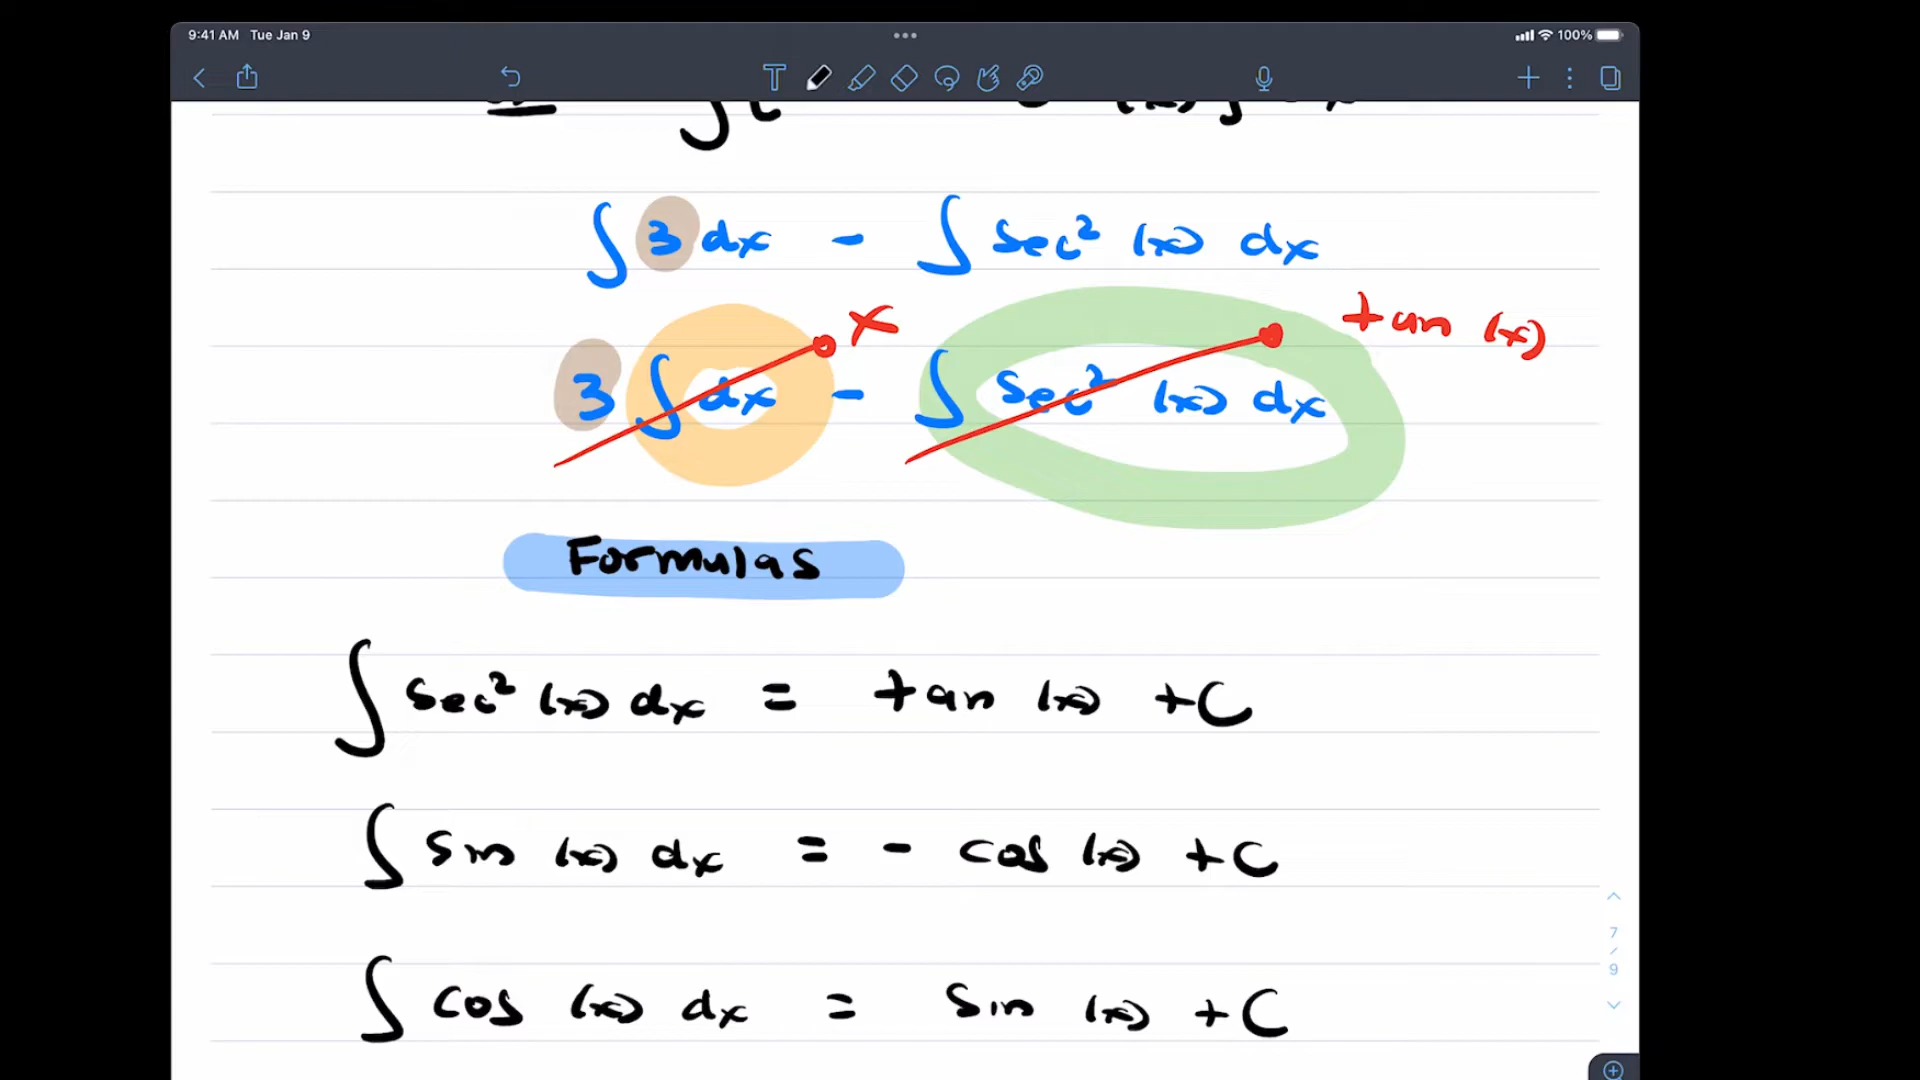 9:41 AM Tue Jan 9 100%
∫ 3 dx - ∫ sec² (x) dx
x tan (x)
3 ∫ dx - ∫ sec² (x) dx
Formulas
∫ sec² (x) dx = tan (x) + C
∫ sin (x) dx = - cos (x) + C
∫ cos (x) dx = sin (x) + C
7
/
9